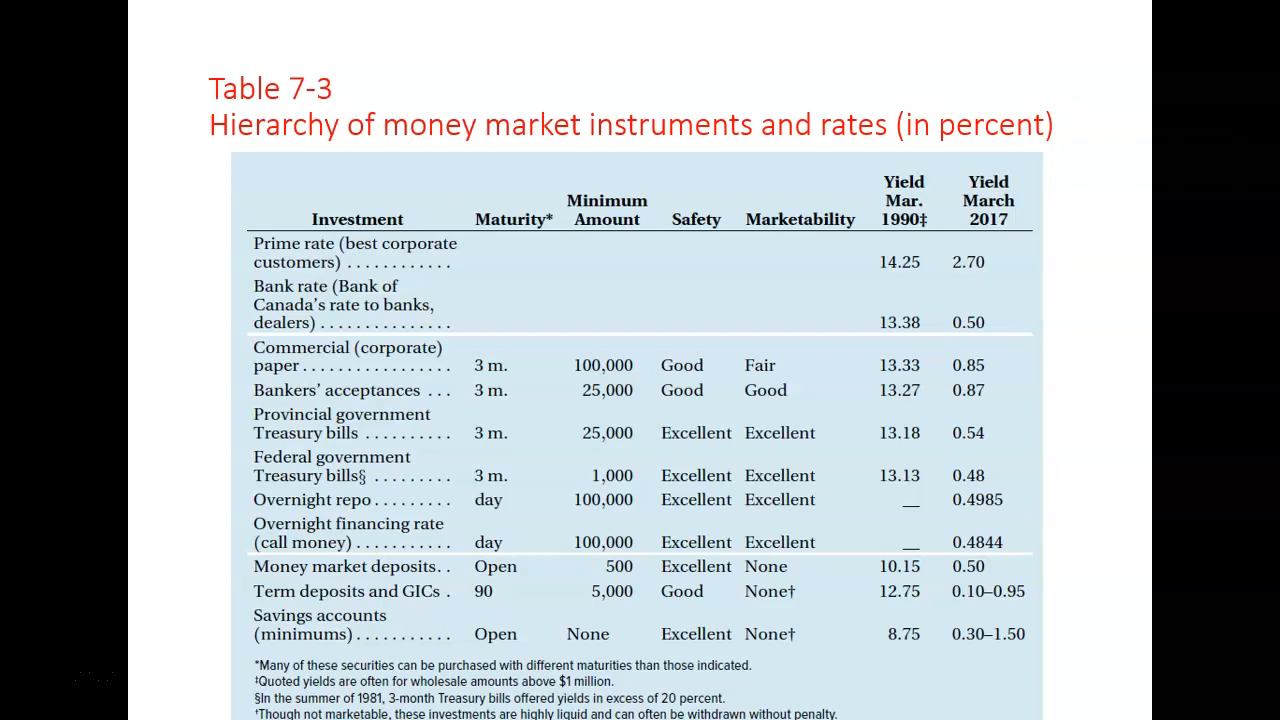 Table 7-3
Hierarchy of money market instruments and rates (in percent)
Investment Maturity* Minimum Amount Safety Marketability Yield Mar. 1990‡ Yield March 2017
Prime rate (best corporate
customers) ............ 14.25 2.70
Bank rate (Bank of
Canada's rate to banks,
dealers) ............... 13.38 0.50
Commercial (corporate)
paper ................. 3 m. 100,000 Good Fair 13.33 0.85
Bankers' acceptances ... 3 m. 25,000 Good Good 13.27 0.87
Provincial government
Treasury bills .......... 3 m. 25,000 Excellent Excellent 13.18 0.54
Federal government
Treasury bills§ ......... 3 m. 1,000 Excellent Excellent 13.13 0.48
Overnight repo ......... day 100,000 Excellent Excellent __ 0.4985
Overnight financing rate
(call money) ........... day 100,000 Excellent Excellent __ 0.4844
Money market deposits.. Open 500 Excellent None 10.15 0.50
Term deposits and GICs . 90 5,000 Good None† 12.75 0.10–0.95
Savings accounts
(minimums) ........... Open None Excellent None† 8.75 0.30–1.50
*Many of these securities can be purchased with different maturities than those indicated.
‡Quoted yields are often for wholesale amounts above $1 million.
§In the summer of 1981, 3-month Treasury bills offered yields in excess of 20 percent.
†Though not marketable, these investments are highly liquid and can often be withdrawn without penalty.